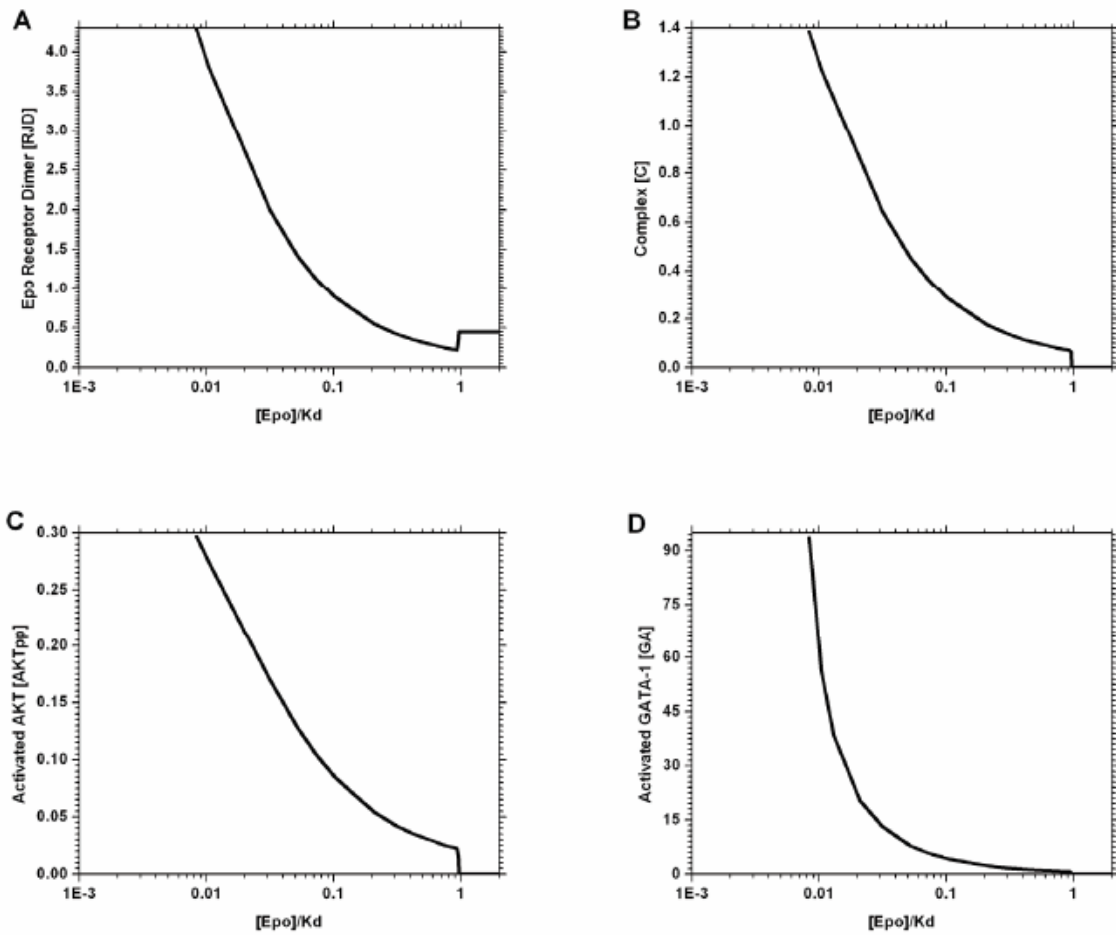 A
Epo Receptor Dimer [RJD]
4.0
3.5
3.0
2.5
2.0
1.5
1.0
0.5
0.0
1E-3 0.01 0.1 1
[Epo]/Kd
B
Complex [C]
1.4
1.2
1.0
0.8
0.6
0.4
0.2
0.0
1E-3 0.01 0.1 1
[Epo]/Kd
C
Activated AKT [AKTpp]
0.30
0.25
0.20
0.15
0.10
0.05
0.00
1E-3 0.01 0.1 1
[Epo]/Kd
D
Activated GATA-1 [GA]
90
75
60
45
30
15
0
1E-3 0.01 0.1 1
[Epo]/Kd